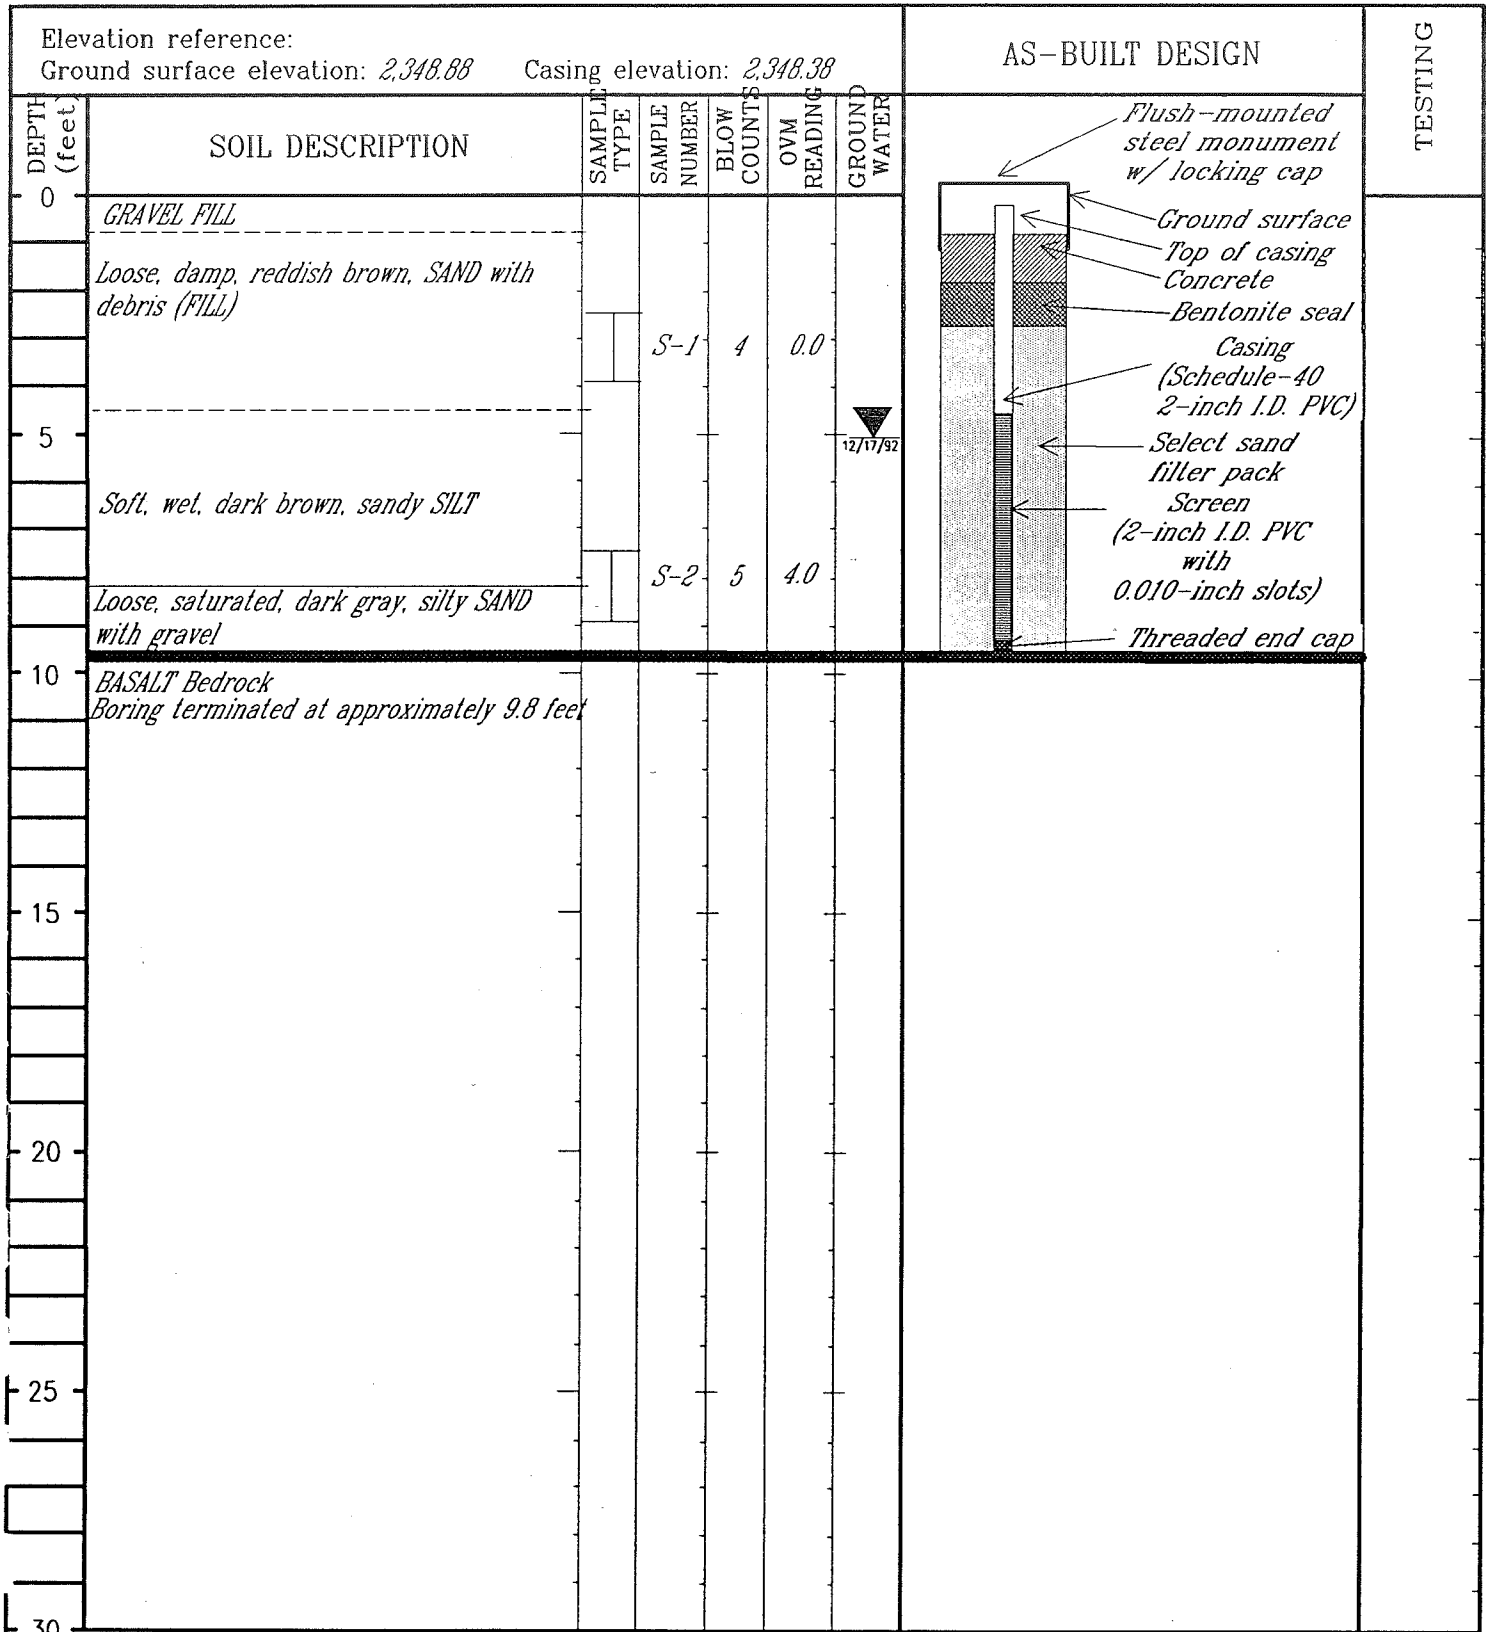 Elevation reference:
Ground surface elevation: 2,348.88 Casing elevation: 2,348.38
AS-BUILT DESIGN
TESTING
DEPTH
(feet)
SOIL DESCRIPTION
SAMPLE
TYPE
SAMPLE
NUMBER
BLOW
COUNTS
OVM
READING
GROUND
WATER
Flush-mounted
steel monument
w/ locking cap
0
GRAVEL FILL
Ground surface
Top of casing
Concrete
Loose, damp, reddish brown, SAND with
debris (FILL)
Bentonite seal
S-1 4 0.0
Casing
(Schedule-40
2-inch I.D. PVC)
5
12/17/92
Select sand
filter pack
Soft, wet, dark brown, sandy SILT
Screen
(2-inch I.D. PVC
with
0.010-inch slots)
S-2 5 4.0
Loose, saturated, dark gray, silty SAND
with gravel
Threaded end cap
10
BASALT Bedrock
Boring terminated at approximately 9.8 feet
15
20
25
30